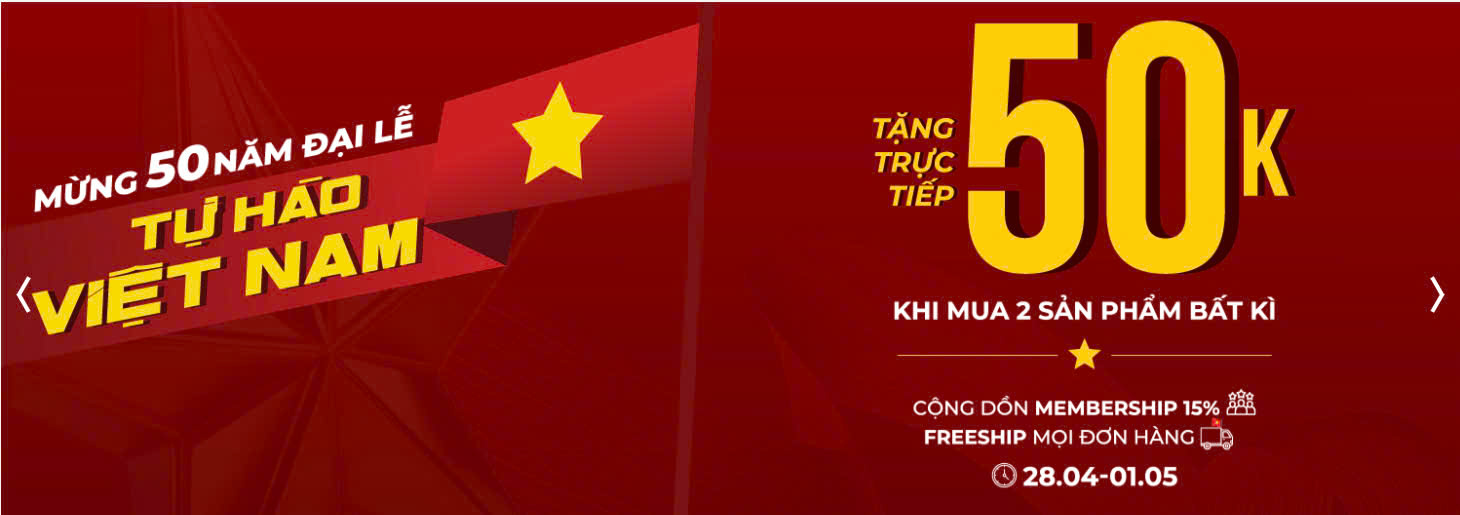 MỪNG 50 NĂM ĐẠI LỄ
TỰ HÀO
VIỆT NAM
TẶNG
TRỰC
TIẾP
50K
KHI MUA 2 SẢN PHẨM BẤT KÌ
CỘNG DỒN MEMBERSHIP 15%
FREESHIP MỌI ĐƠN HÀNG
28.04-01.05